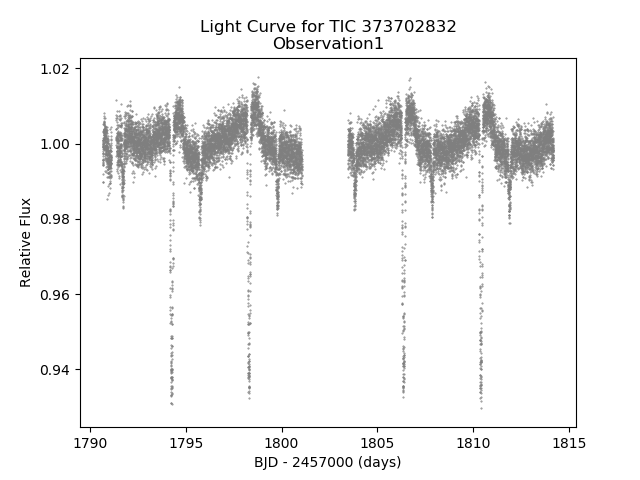 Light Curve for TIC 373702832
Observation1
1.02
1.00
0.98
0.96
0.94
Relative Flux
1790 1795 1800 1805 1810 1815
BJD - 2457000 (days)